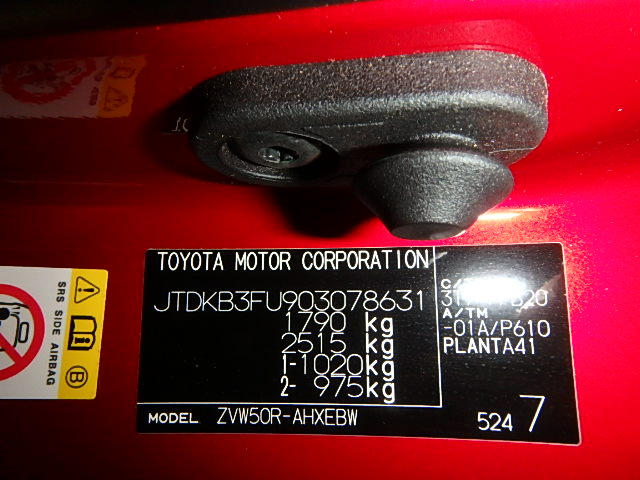 TOYOTA MOTOR CORPORATION
JTDKB3FU903078631
1790 kg
2515 kg
1-1020kg
2- 975kg
A/TM
-01A/P610
PLANTA41
MODEL ZVW50R-AHXEBW
524 7
SRS SIDE AIRBAG
B